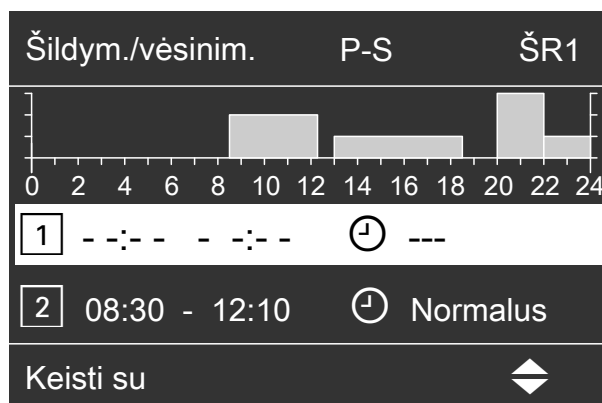 Šildym./vėsinim. P-S ŠR1
0 2 4 6 8 10 12 14 16 18 20 22 24
1 - -:- - - -:- - ---
2 08:30 - 12:10 Normalus
Keisti su